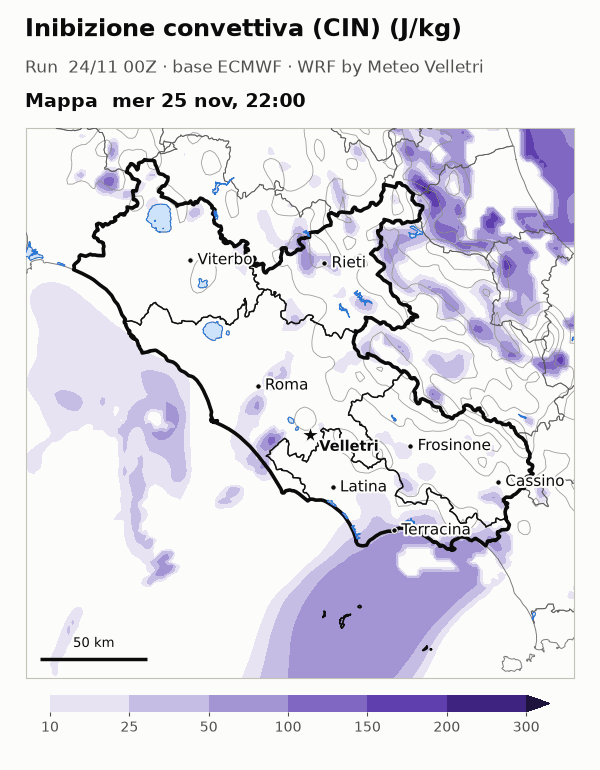 Inibizione convettiva (CIN) (J/kg)
Run  24/11 00Z · base ECMWF · WRF by Meteo Velletri
Mappa  mer 25 nov, 22:00
Viterbo
Rieti
Roma
Velletri
Frosinone
Cassino
Latina
Terracina
50 km
10 25 50 100 150 200 300